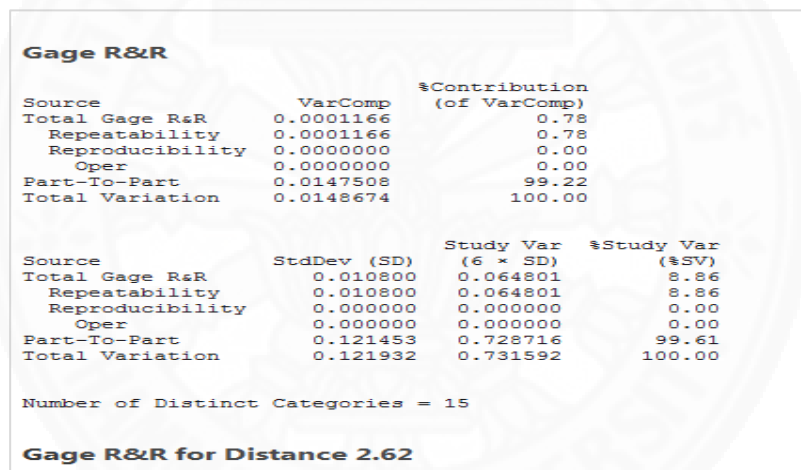 Gage R&R
%Contribution
Source VarComp (of VarComp)
Total Gage R&R 0.0001166 0.78
Repeatability 0.0001166 0.78
Reproducibility 0.0000000 0.00
Oper 0.0000000 0.00
Part-To-Part 0.0147508 99.22
Total Variation 0.0148674 100.00
Study Var %Study Var
Source StdDev (SD) (6 × SD) (%SV)
Total Gage R&R 0.010800 0.064801 8.86
Repeatability 0.010800 0.064801 8.86
Reproducibility 0.000000 0.000000 0.00
Oper 0.000000 0.000000 0.00
Part-To-Part 0.121453 0.728716 99.61
Total Variation 0.121932 0.731592 100.00
Number of Distinct Categories = 15
Gage R&R for Distance 2.62